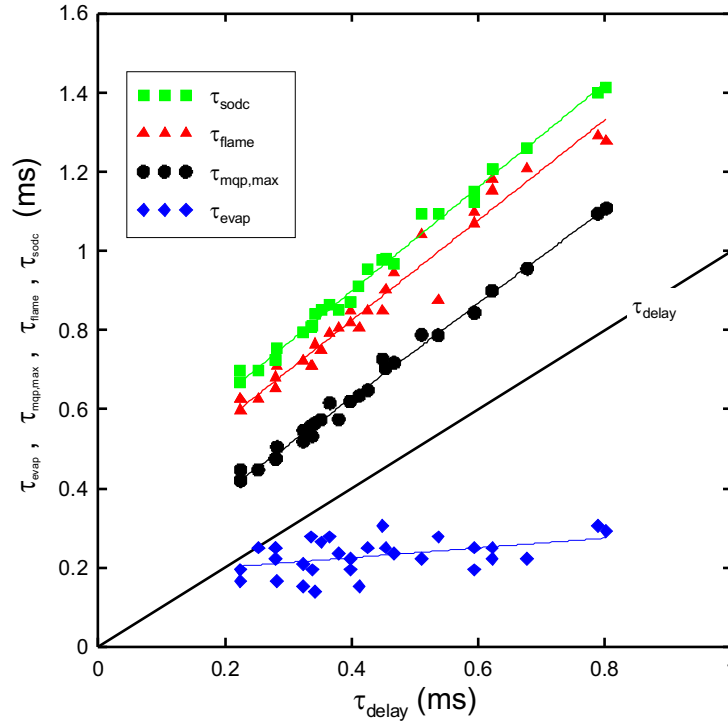 1.6
1.4
1.2
1
0.8
0.6
0.4
0.2
0
τevap , τmqp,max , τflame , τsodc (ms)
τsodc
τflame
τmqp,max
τevap
τdelay
0
0.2
0.4
0.6
0.8
τdelay (ms)